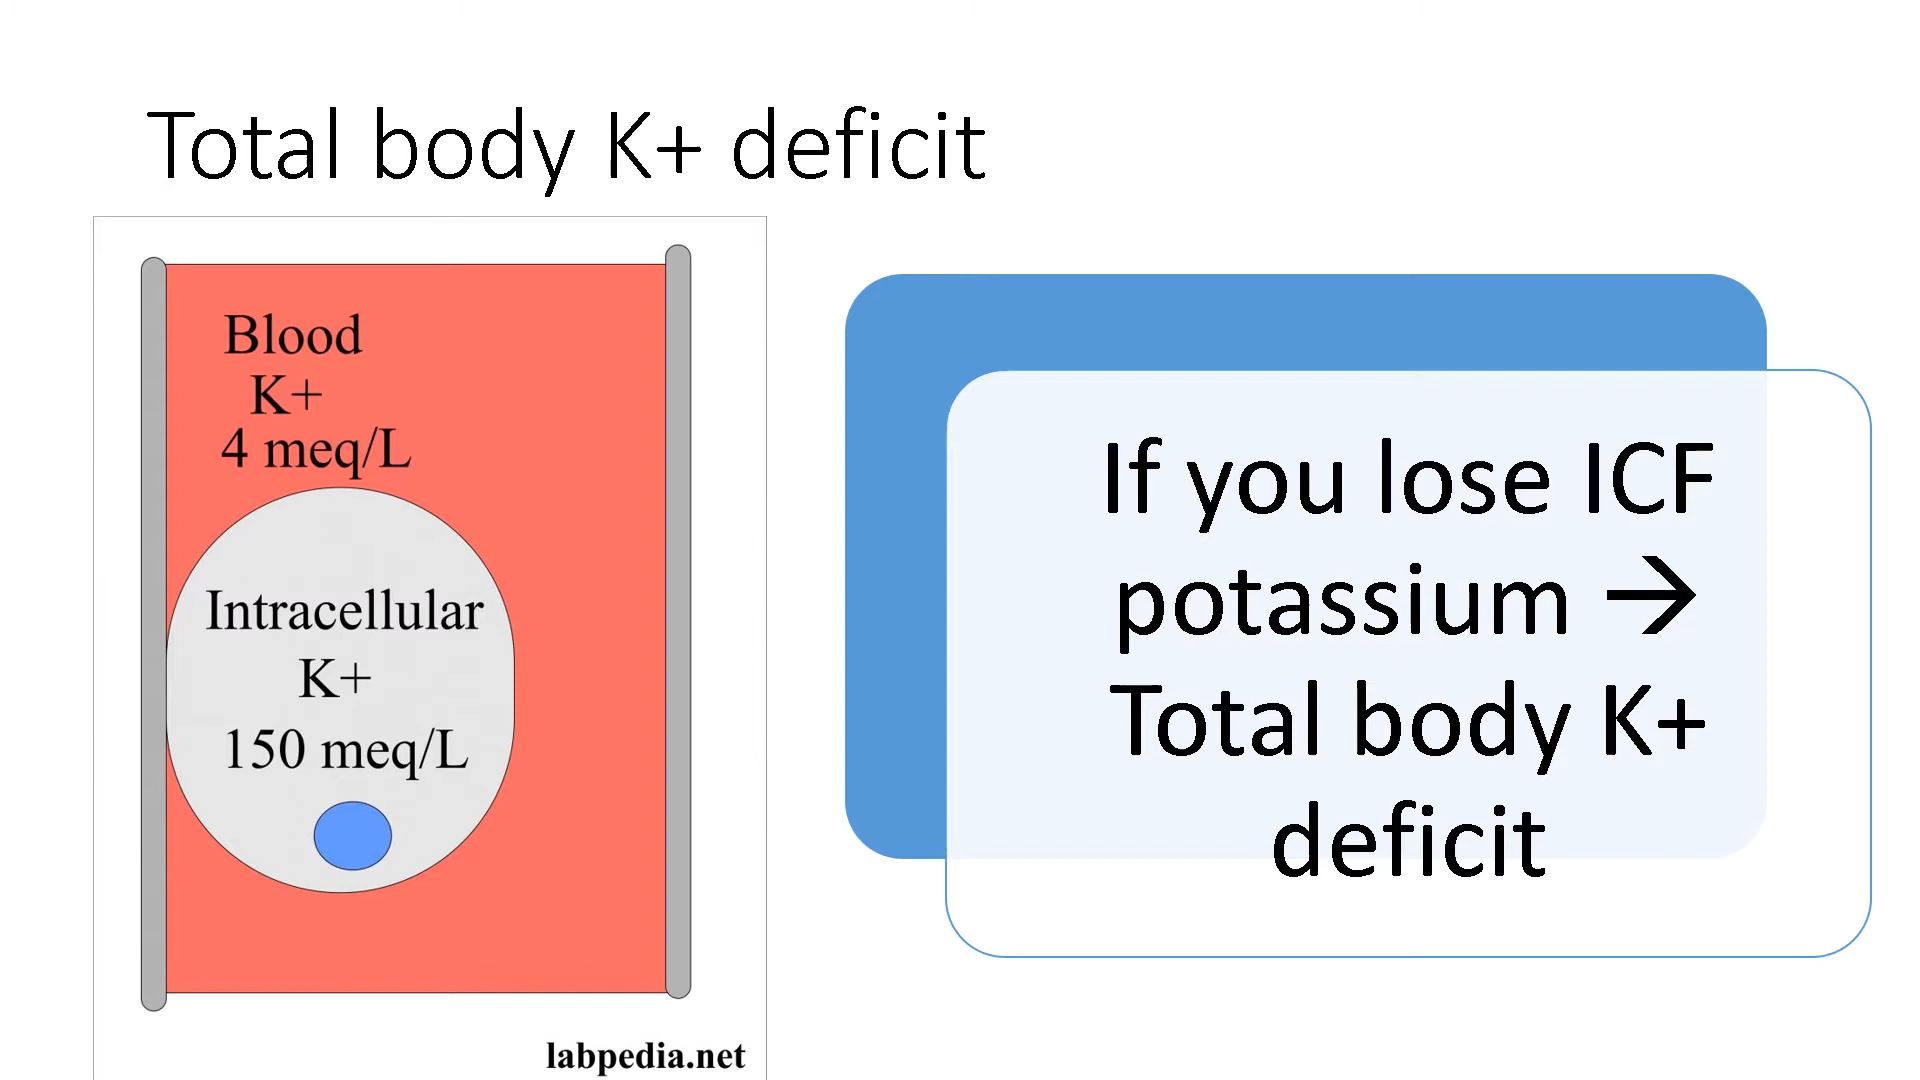 Total body K+ deficit
Blood
K+
4 meq/L
Intracellular
K+
150 meq/L
labpedia.net
If you lose ICF
potassium →
Total body K+
deficit